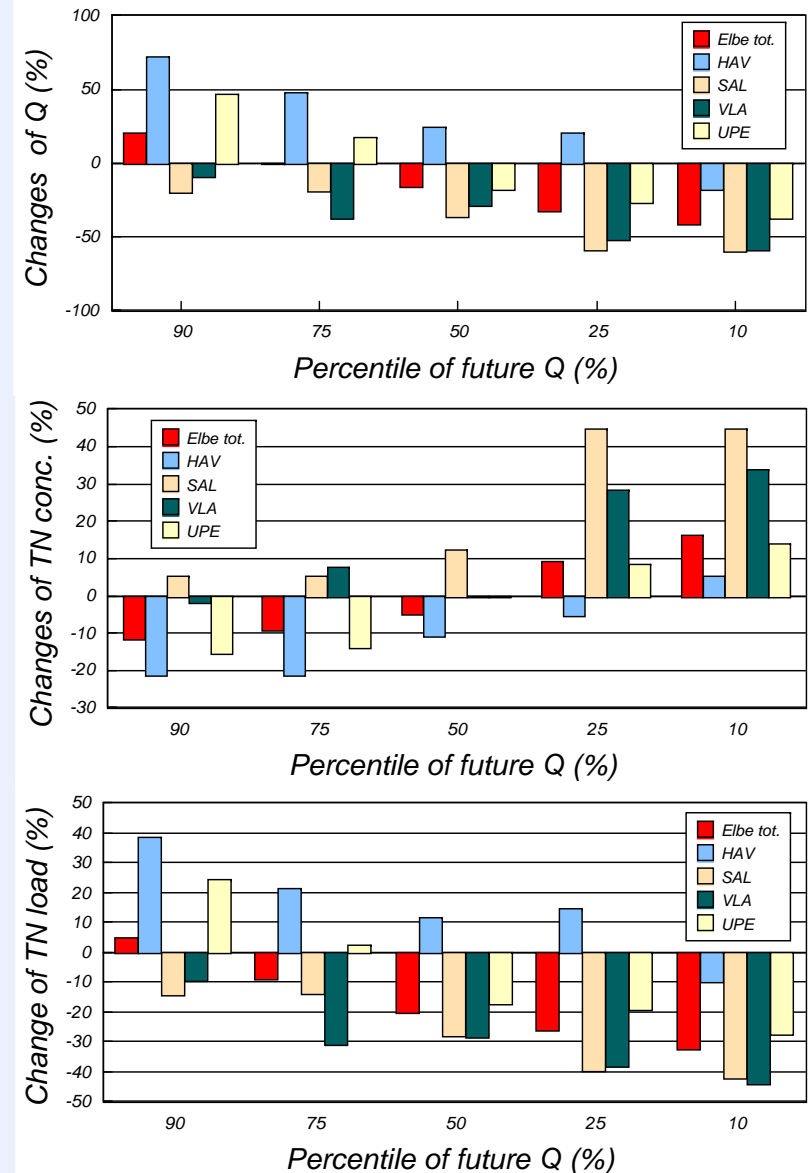 Changes of Q (%)
100
50
0
-50
-100
Elbe tot.
HAV
SAL
VLA
UPE
90 75 50 25 10
Percentile of future Q (%)
Changes of TN conc. (%)
50
40
30
20
10
0
-10
-20
-30
Elbe tot.
HAV
SAL
VLA
UPE
90 75 50 25 10
Percentile of future Q (%)
Change of TN load (%)
50
40
30
20
10
0
-10
-20
-30
-40
-50
Elbe tot.
HAV
SAL
VLA
UPE
90 75 50 25 10
Percentile of future Q (%)